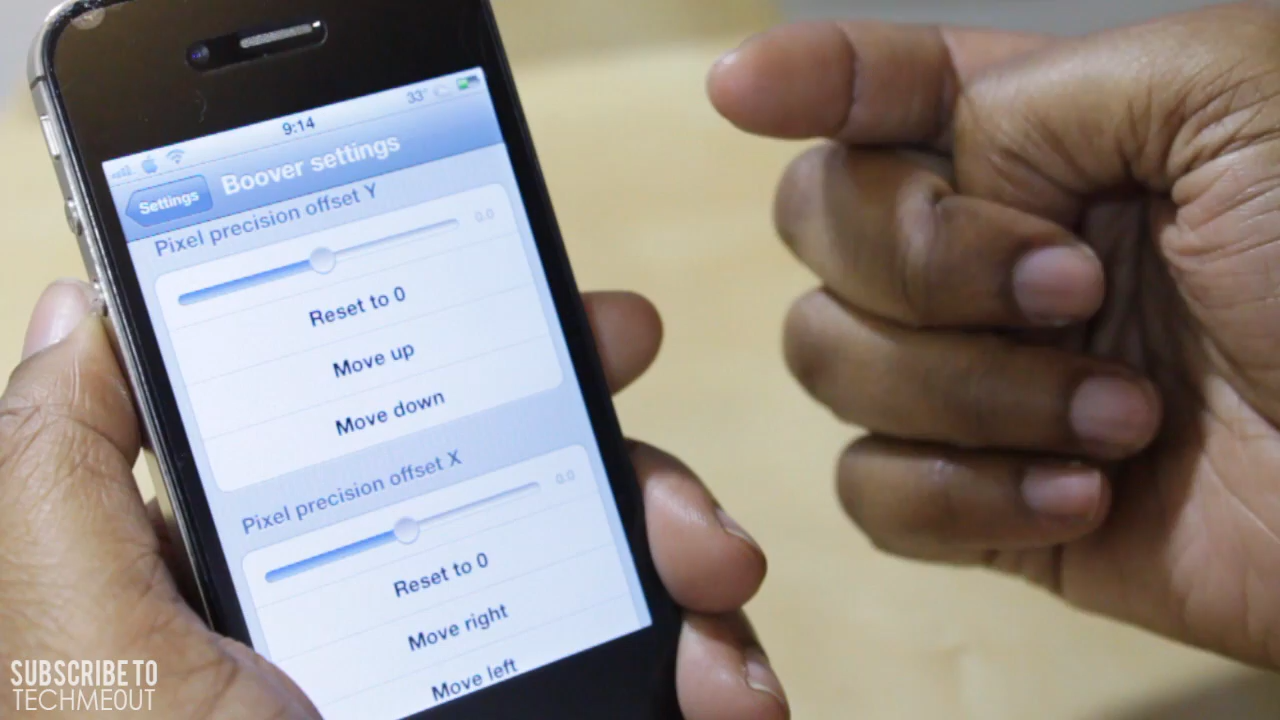 33°
9:14
Settings
Boover settings
Pixel precision offset Y
0.0
Reset to 0
Move up
Move down
Pixel precision offset X
0.0
Reset to 0
Move right
Move left
SUBSCRIBE TO
TECHMEOUT